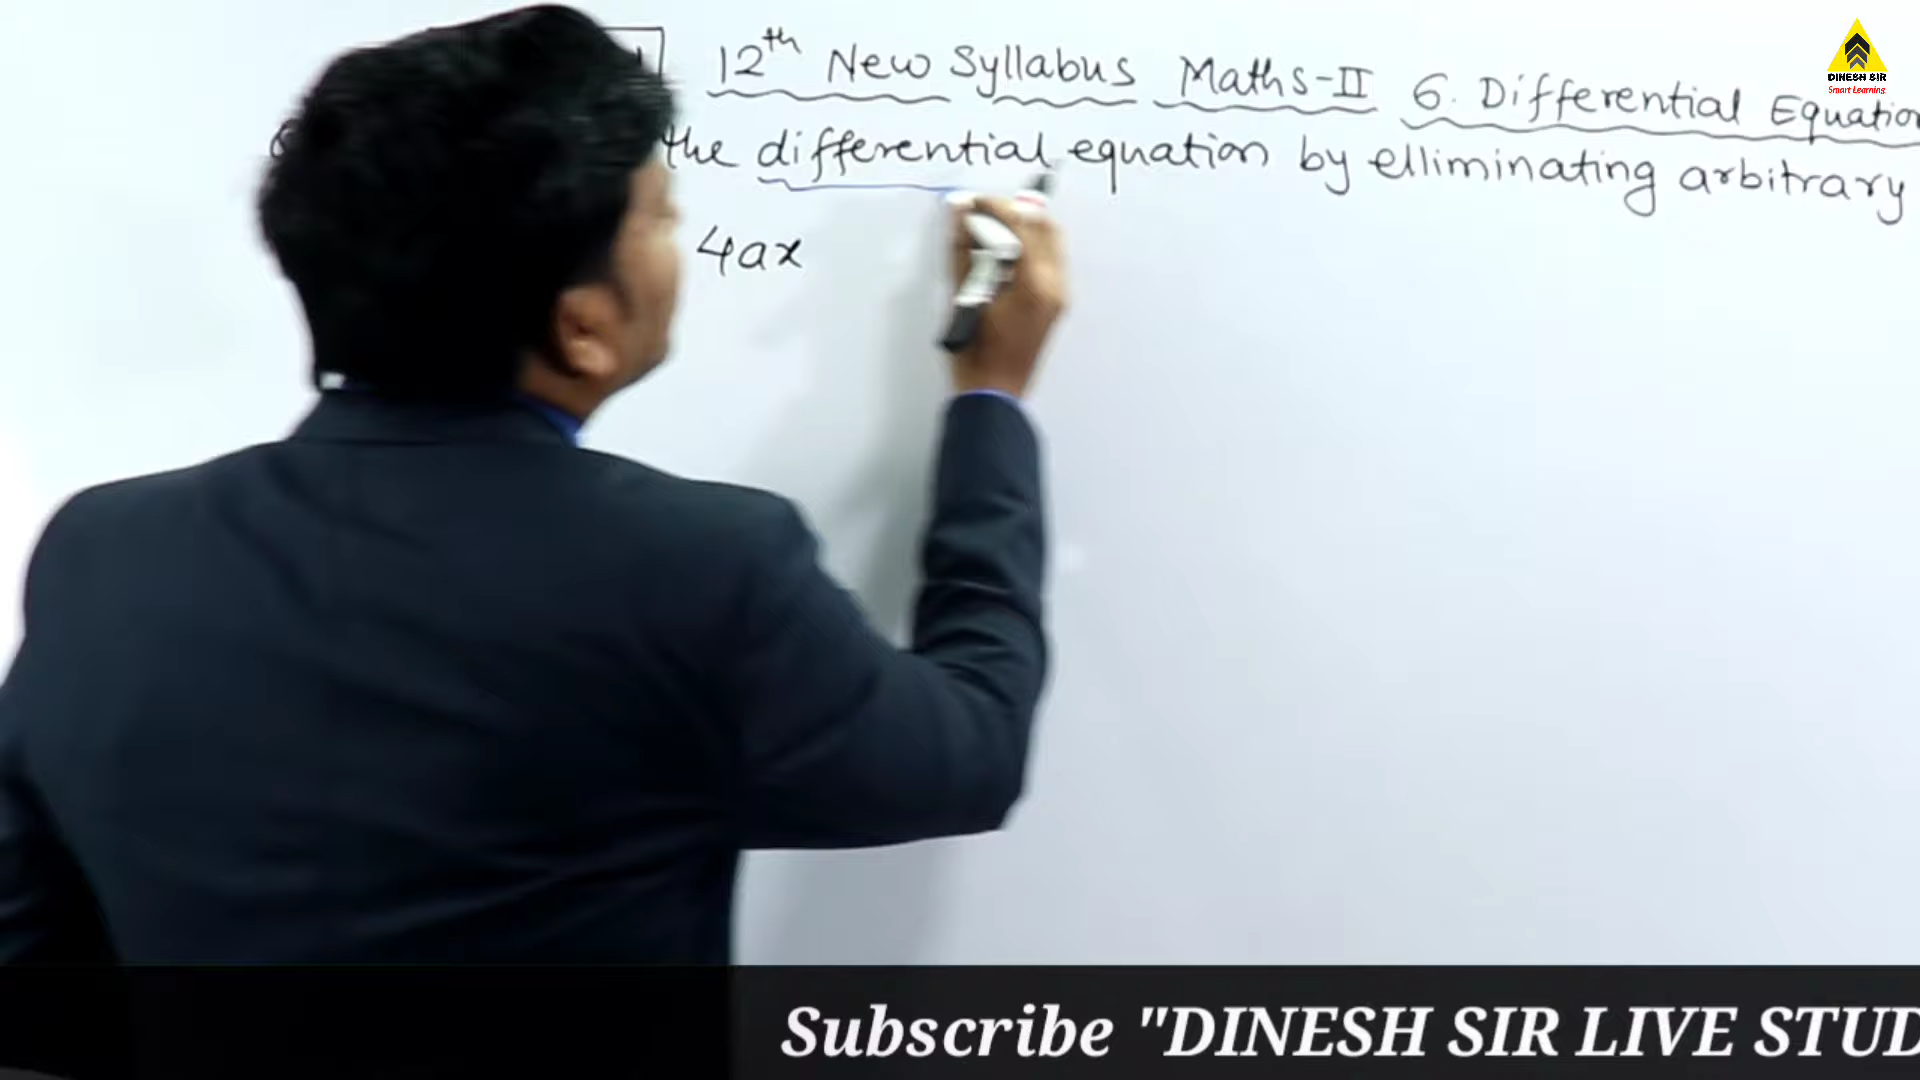 12th New Syllabus Maths-II 6. Differential Equation
the differential equation by elliminating arbitrary
4ax
DINESH SIR
Smart Learning
Subscribe "DINESH SIR LIVE STUD